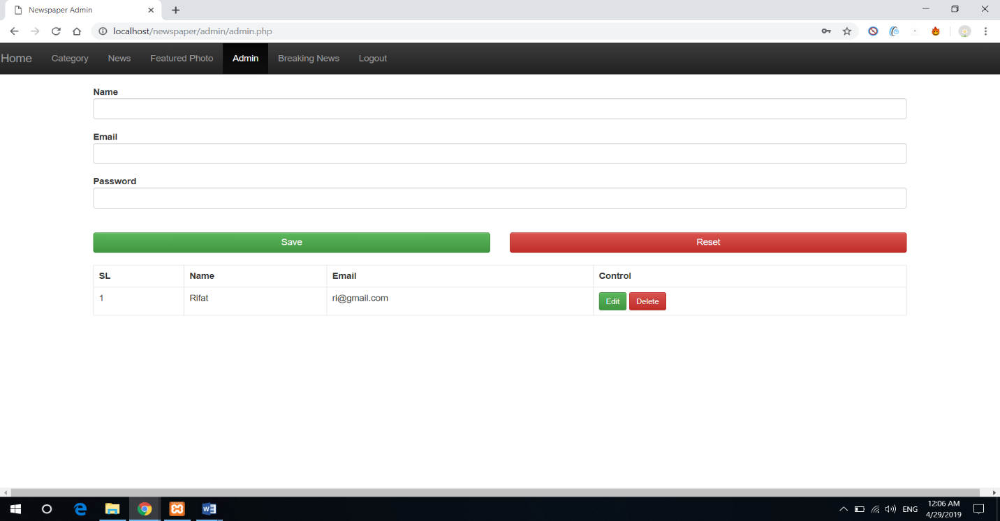 Newspaper Admin
localhost/newspaper/admin/admin.php
Home Category News Featured Photo Admin Breaking News Logout
Name
Email
Password
Save Reset
SL Name Email Control
1 Rifat ri@gmail.com Edit Delete
ENG 12:06 AM
4/29/2019